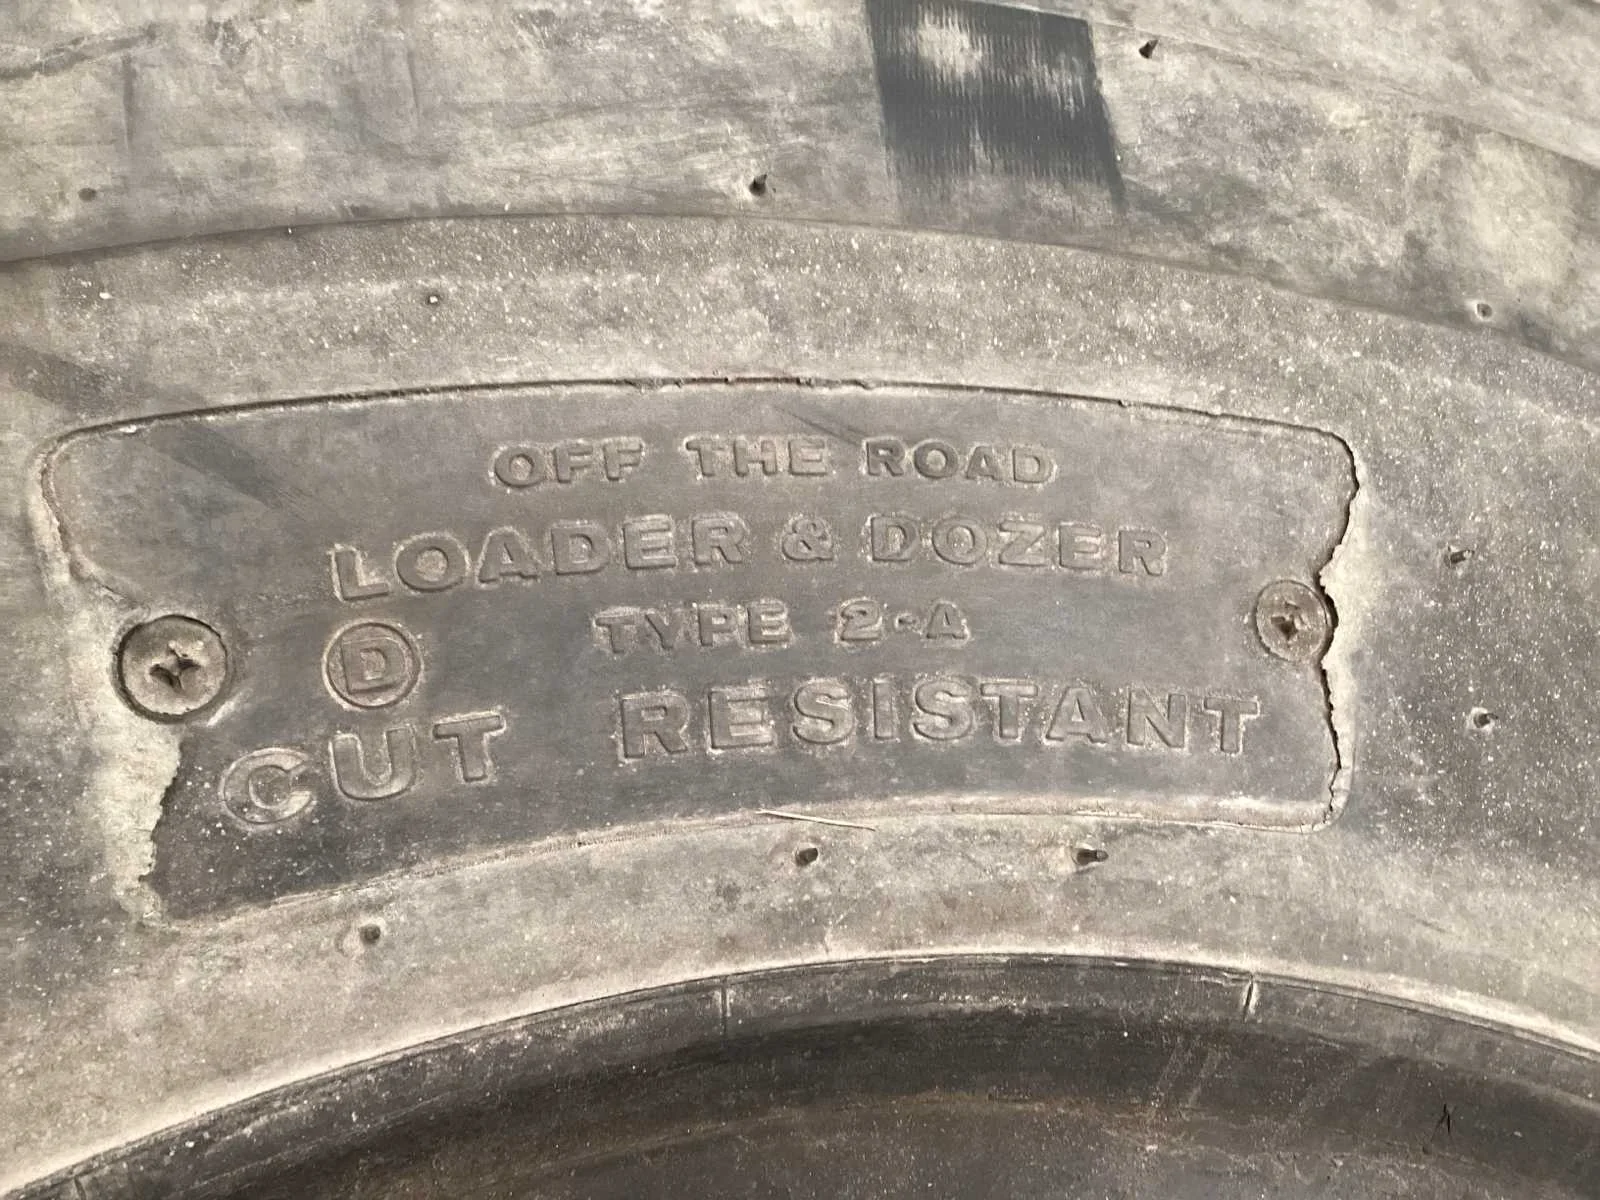 OFF THE ROAD
LOADER & DOZER
TYPE 2-A
D
CUT RESISTANT